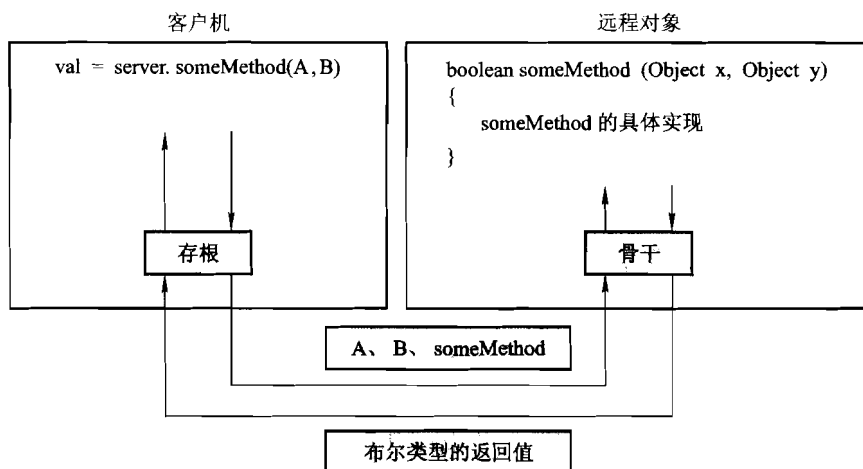 客户机
远程对象
val = server. someMethod(A,B)
boolean someMethod (Object x, Object y)
{
someMethod 的具体实现
}
存根
骨干
A、 B、 someMethod
布尔类型的返回值